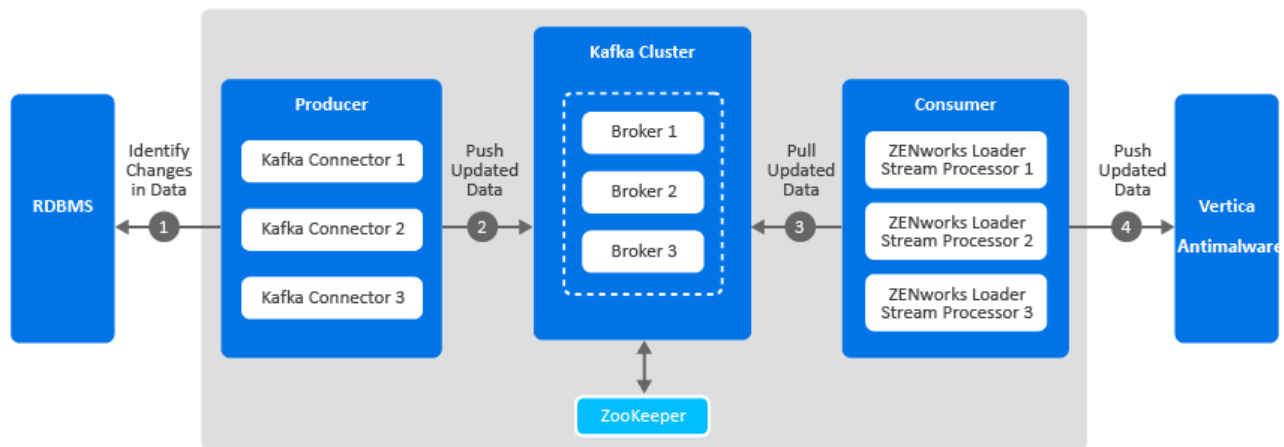 RDBMS
Identify
Changes
in Data
1
Producer
Kafka Connector 1
Kafka Connector 2
Kafka Connector 3
Push
Updated
Data
2
Kafka Cluster
Broker 1
Broker 2
Broker 3
ZooKeeper
Pull
Updated
Data
3
Consumer
ZENworks Loader
Stream Processor 1
ZENworks Loader
Stream Processor 2
ZENworks Loader
Stream Processor 3
Push
Updated
Data
4
Vertica
Antimalware